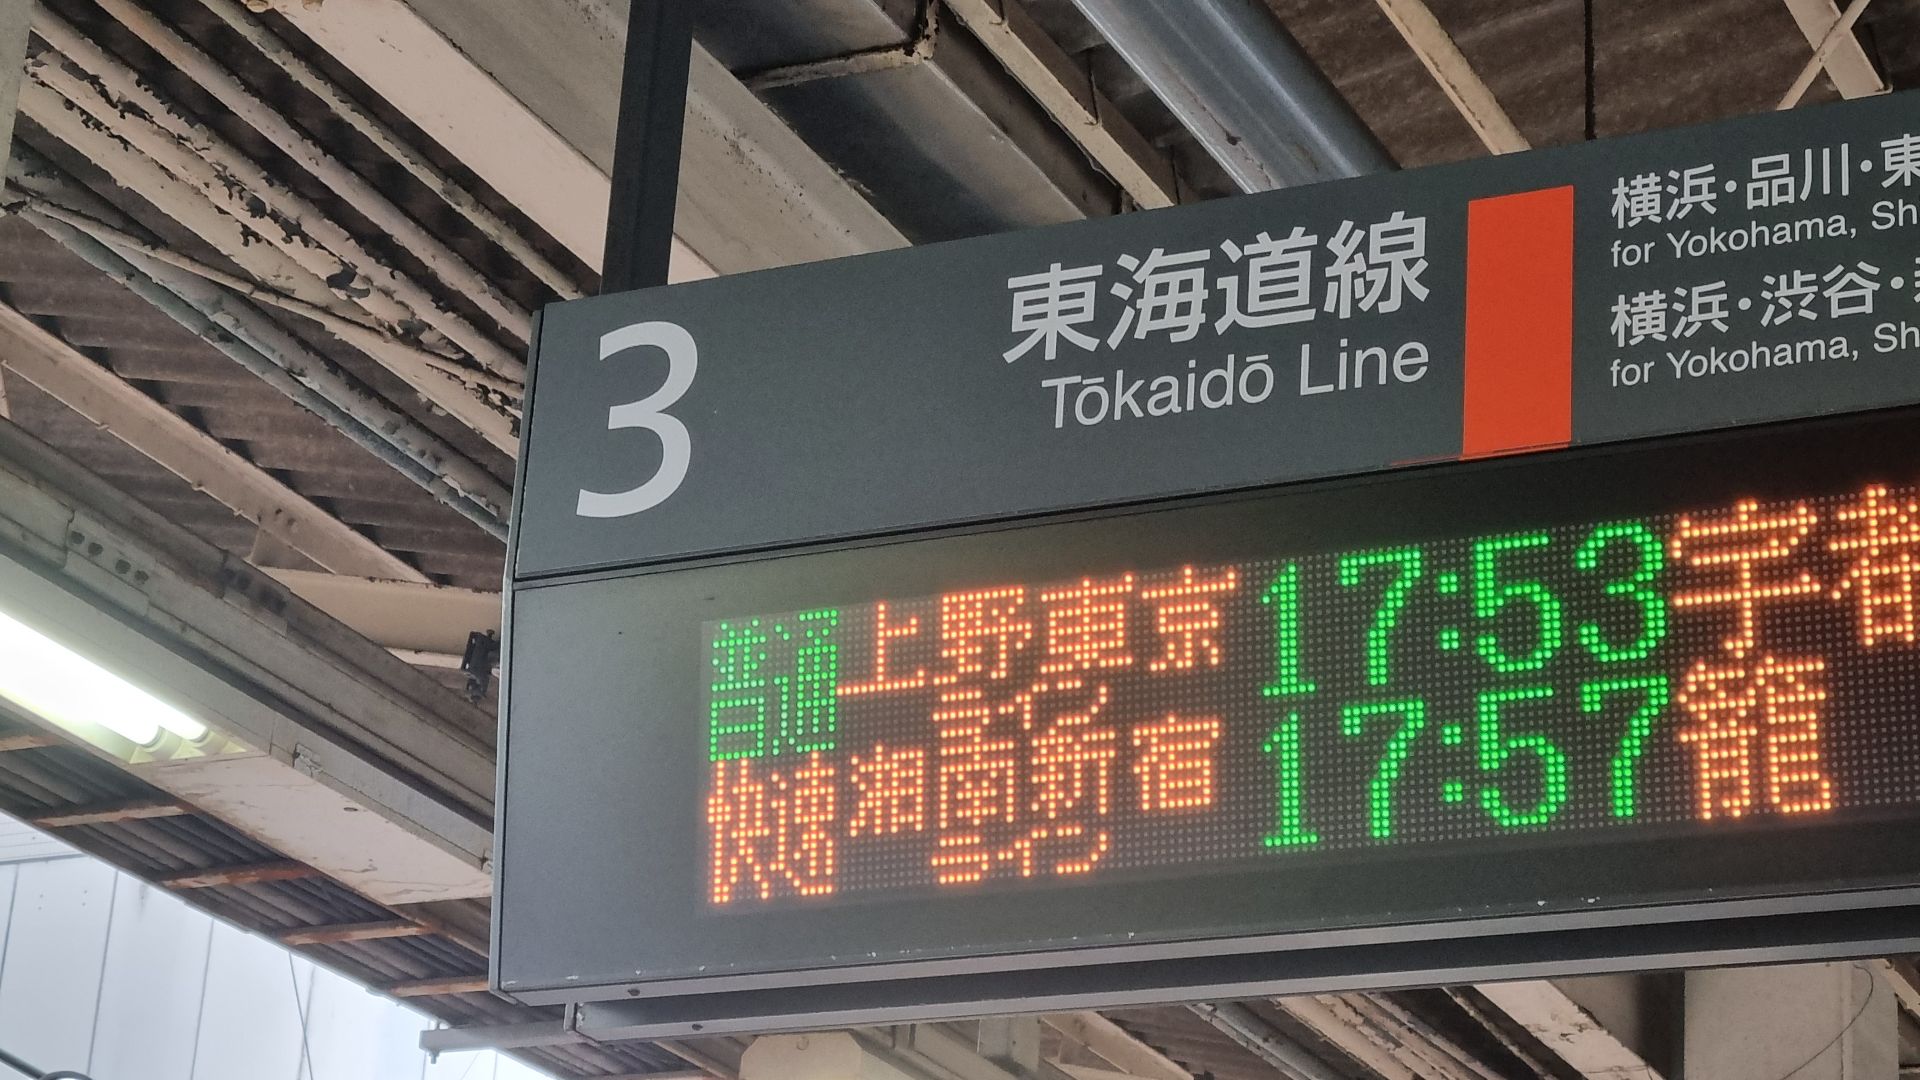 3
東海道線
Tōkaidō Line
横浜・品川・東
for Yokohama, Sh
横浜・渋谷・
for Yokohama, Sh
普通 上野東京ライン 17:53 宇都
快速 湘南新宿ライン 17:57 籠